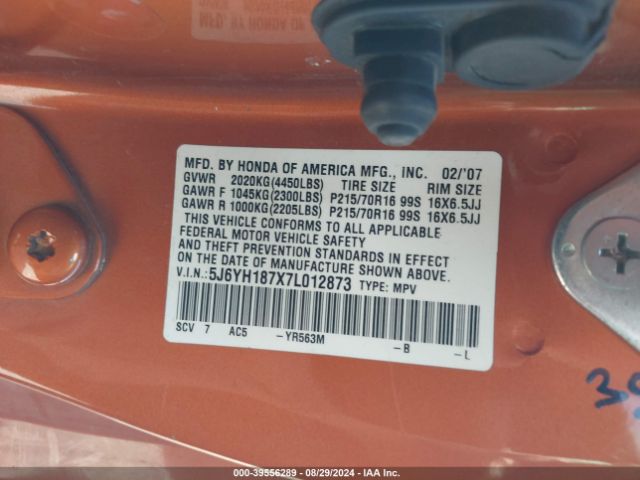 MFD. BY HONDA OF AMERICA MFG., INC. 02/'07
GVWR 2020KG(4450LBS) TIRE SIZE RIM SIZE
GAWR F 1045KG(2300LBS) P215/70R16 99S 16X6.5JJ
GAWR R 1000KG(2205LBS) P215/70R16 99S 16X6.5JJ
THIS VEHICLE CONFORMS TO ALL APPLICABLE
FEDERAL MOTOR VEHICLE SAFETY
AND THEFT PREVENTION STANDARDS IN EFFECT
ON THE DATE OF MANUFACTURE SHOWN ABOVE.
V.I.N.: 5J6YH187X7L012873 TYPE: MPV
SCV 7 AC5 -YR563M -B -L
000-39556289 - 08/29/2024 - IAA Inc.